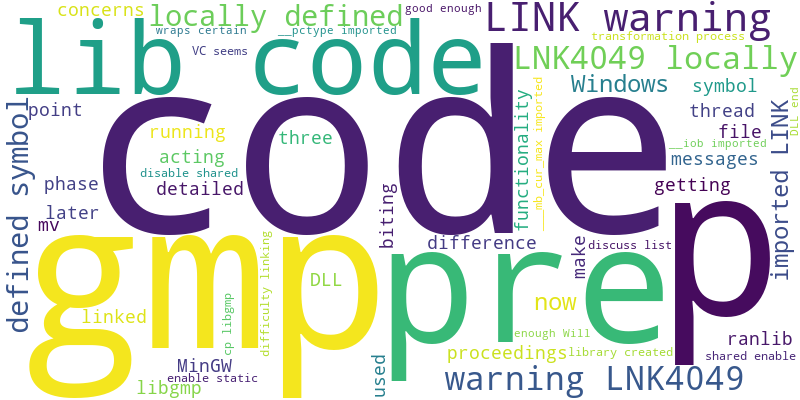 concerns
locally defined
good enough
LINK warning
wraps certain
__pctype imported
transformation process
lib code
VC seems
LNK4049 locally
Windows
symbol
code
point
running
three
acting
disable shared
detailed
thread
file
__iob imported
messages
DLL end
functionality
__mb_cur_max imported
imported LINK
defined symbol
phase
later
mv
getting
p
biting
difference
discuss list
make
gmp
pre
DLL
difficulty linking
now
linked
cp libgmp
enough Will
ranlib
proceedings
library created
shared enable
MinGW
enable static
libgmp
used
warning LNK4049